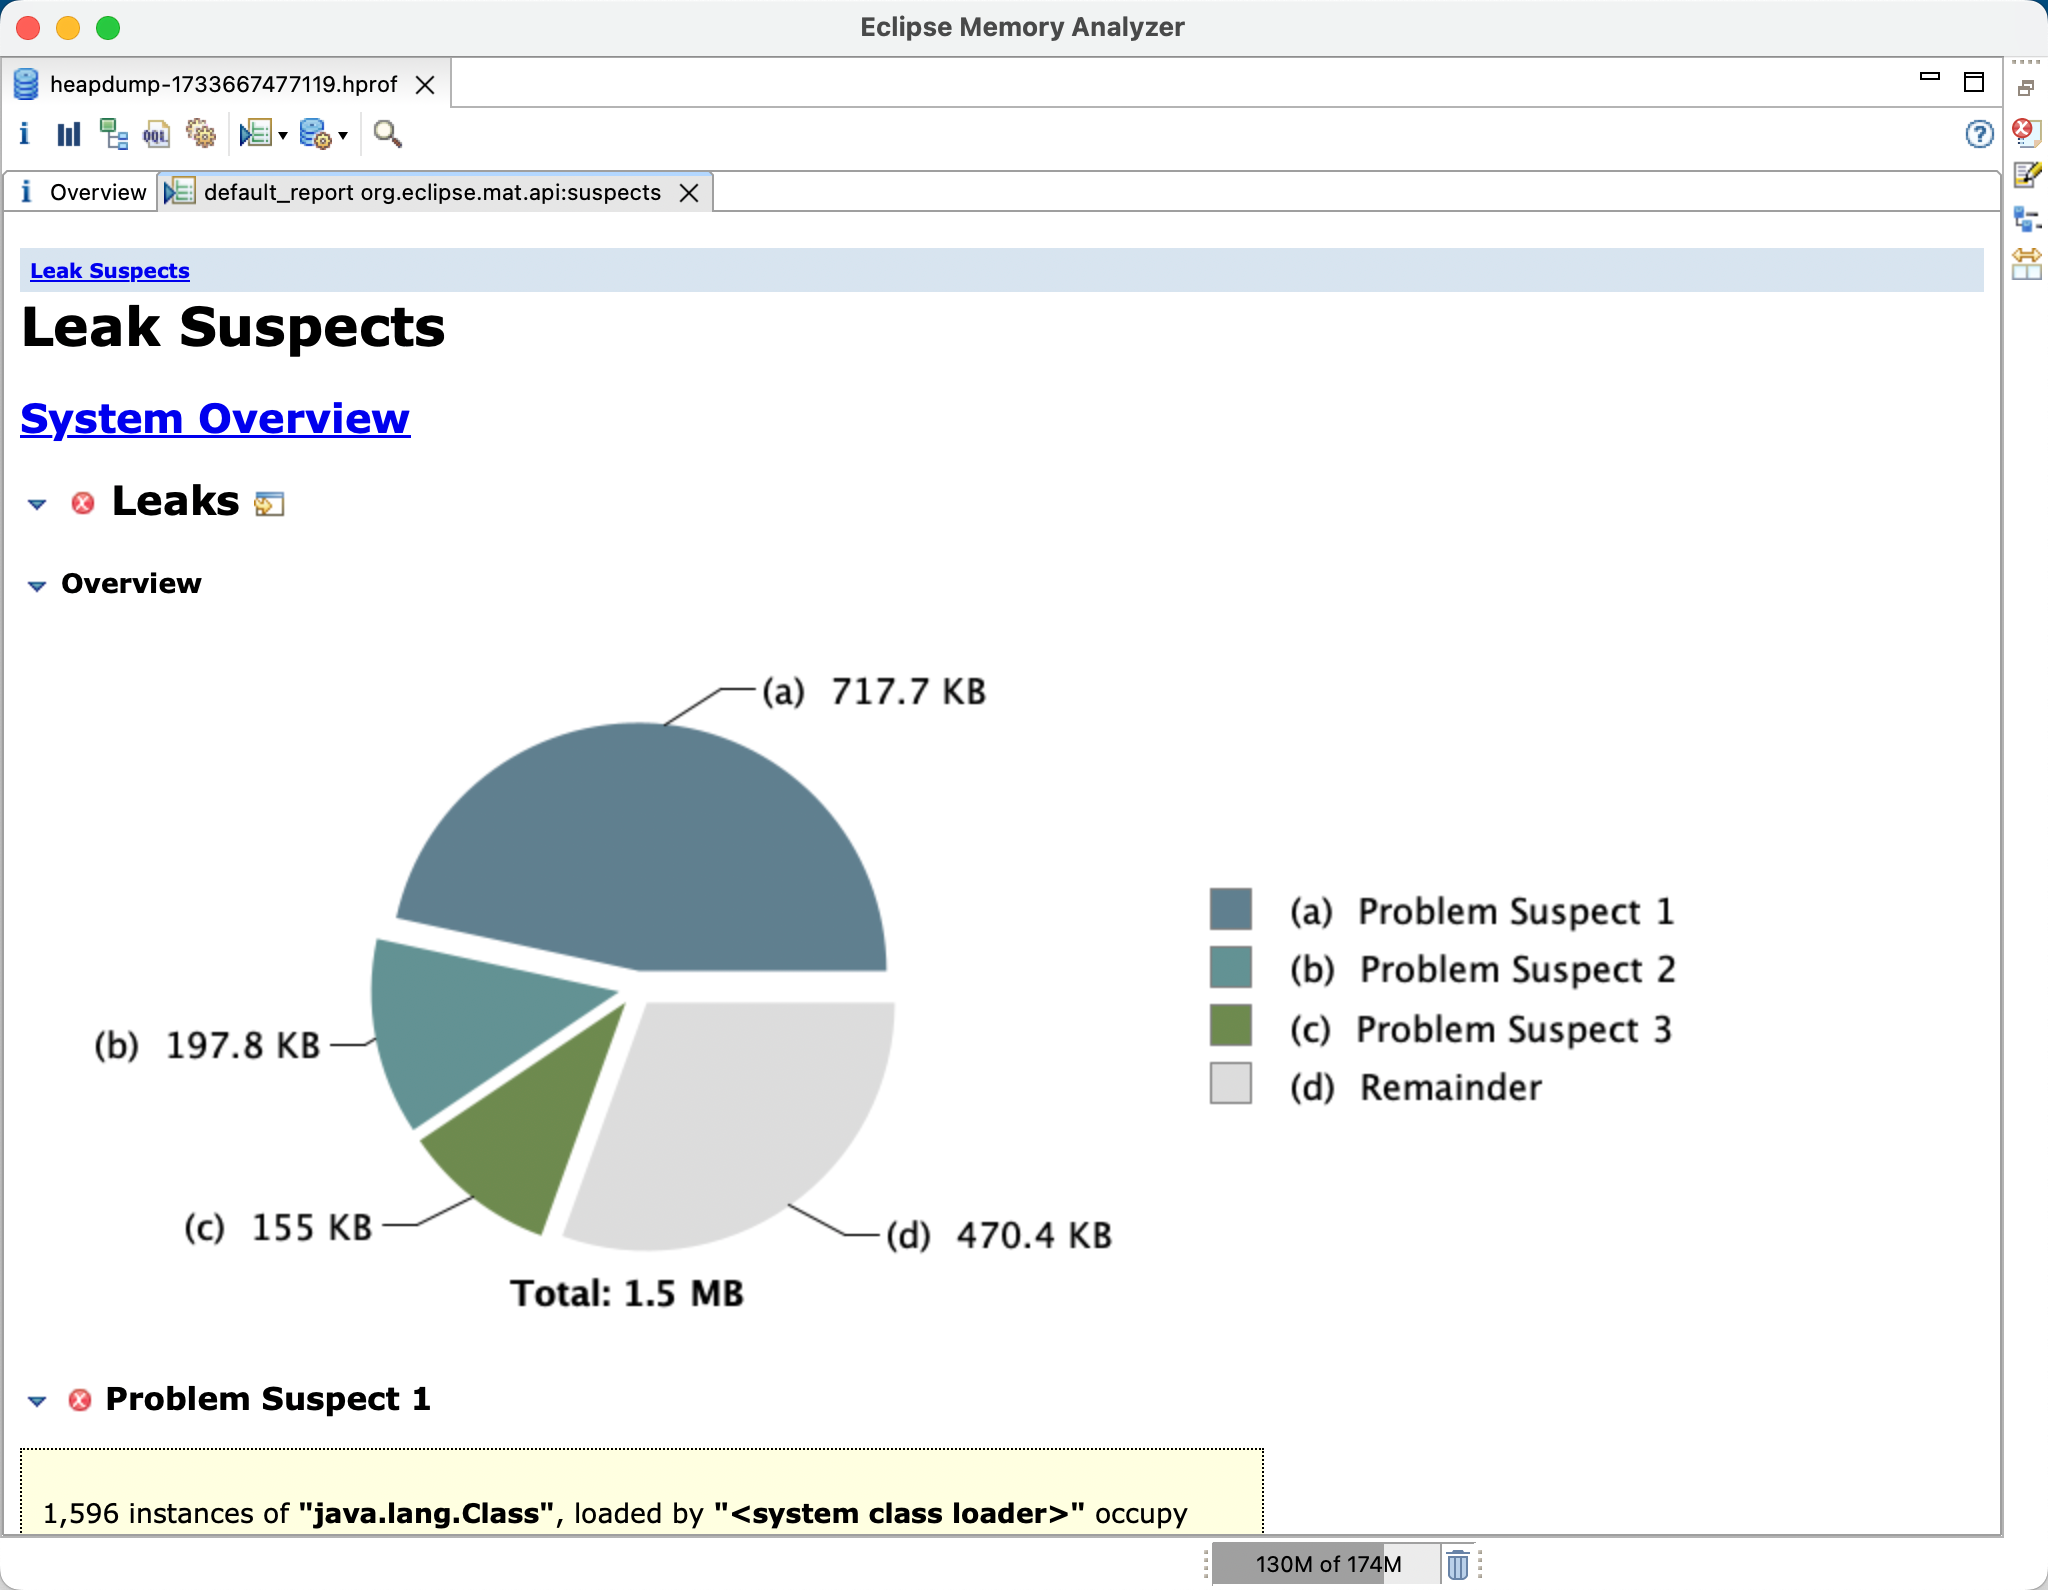 Eclipse Memory Analyzer
heapdump-1733667477119.hprof
i OQL ?
i Overview default_report org.eclipse.mat.api:suspects
Leak Suspects
Leak Suspects
System Overview
Leaks
Overview
(a) 717.7 KB
(b) 197.8 KB
(c) 155 KB
(d) 470.4 KB
Total: 1.5 MB
(a) Problem Suspect 1
(b) Problem Suspect 2
(c) Problem Suspect 3
(d) Remainder
Problem Suspect 1
1,596 instances of "java.lang.Class", loaded by "<system class loader>" occupy
130M of 174M